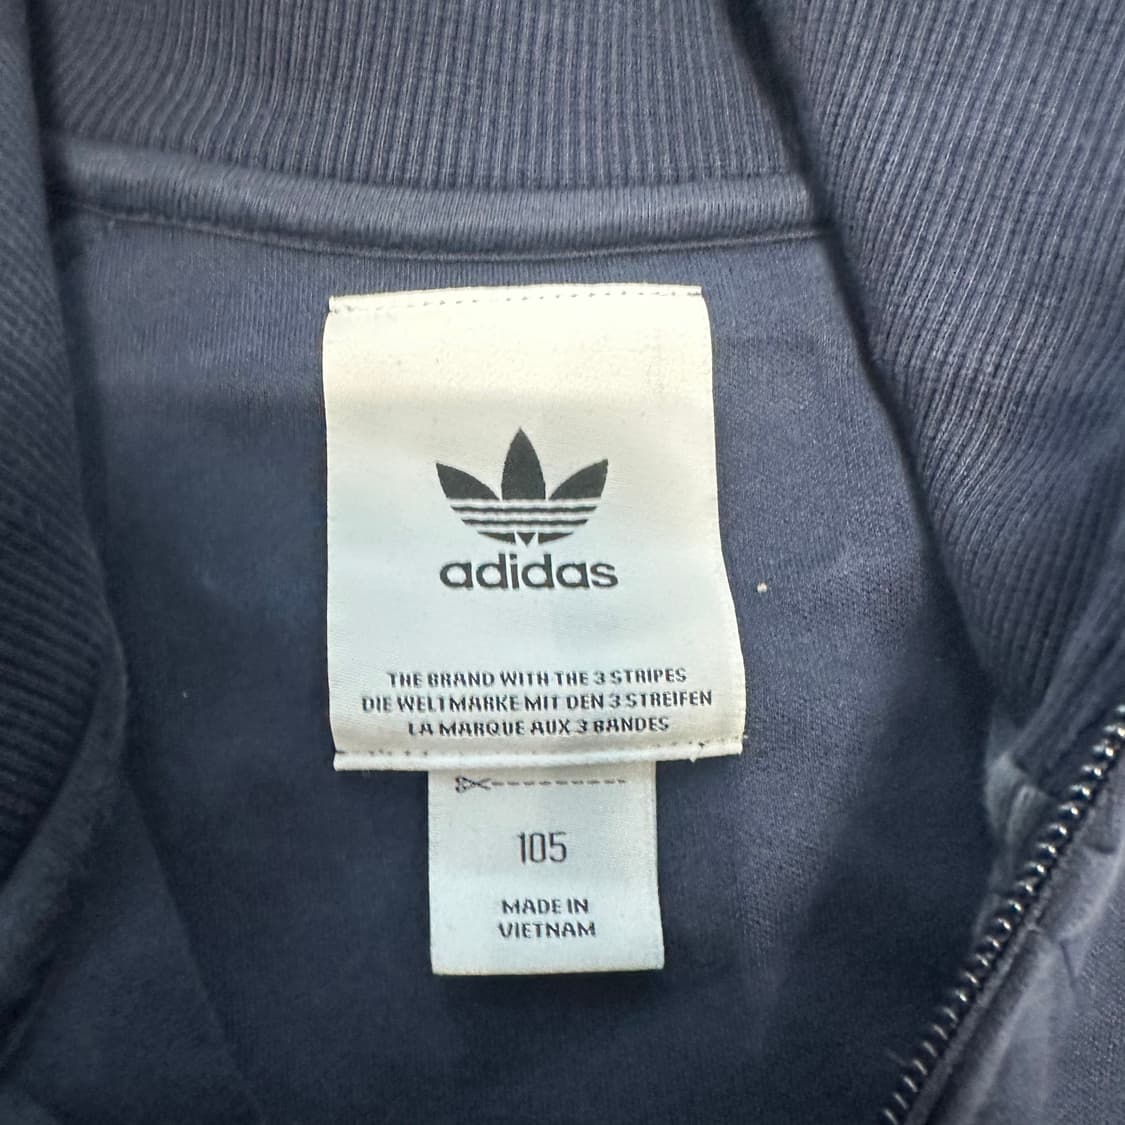 adidas
THE BRAND WITH THE 3 STRIPES
DIE WELTMARKE MIT DEN 3 STREIFEN
LA MARQUE AUX 3 BANDES
105
MADE IN
VIETNAM